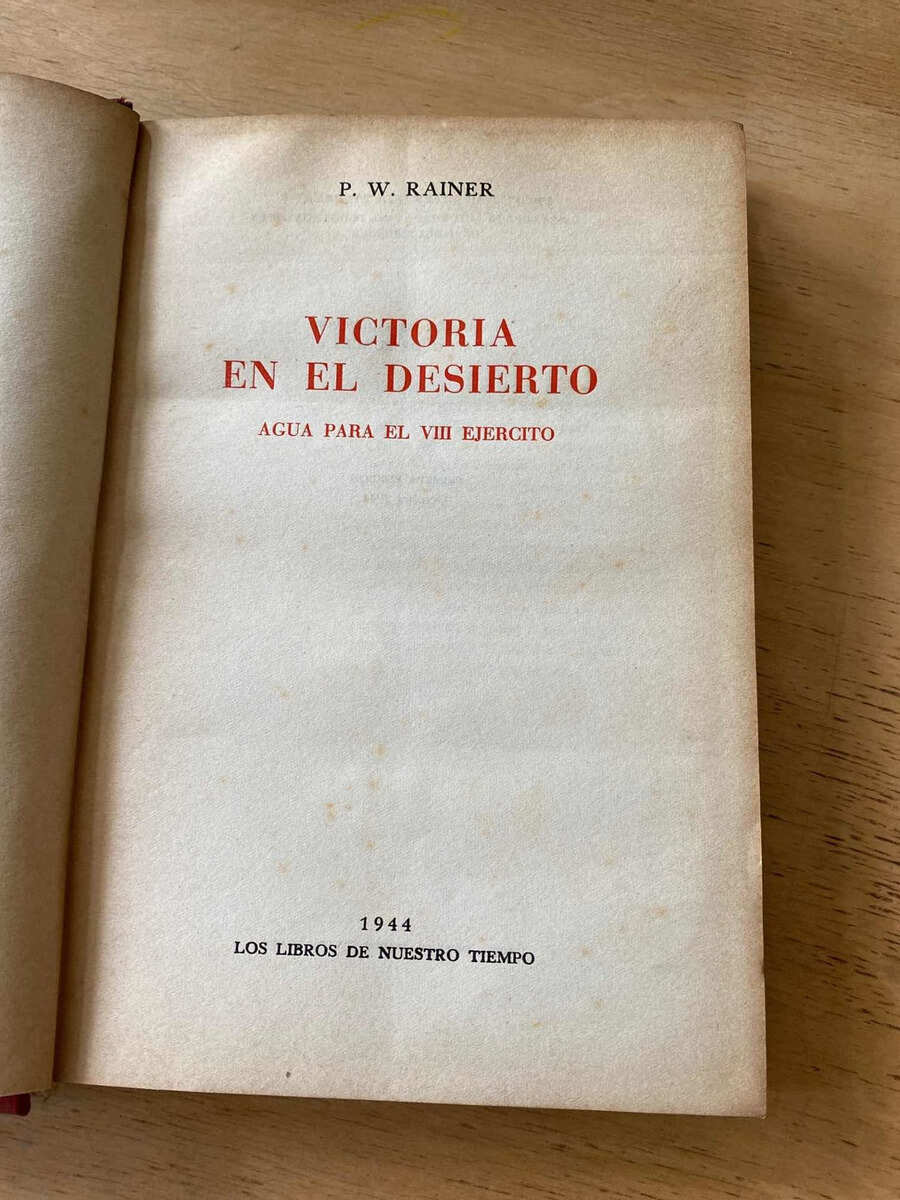 P. W. RAINER
VICTORIA
EN EL DESIERTO
AGUA PARA EL VIII EJERCITO
1944
LOS LIBROS DE NUESTRO TIEMPO